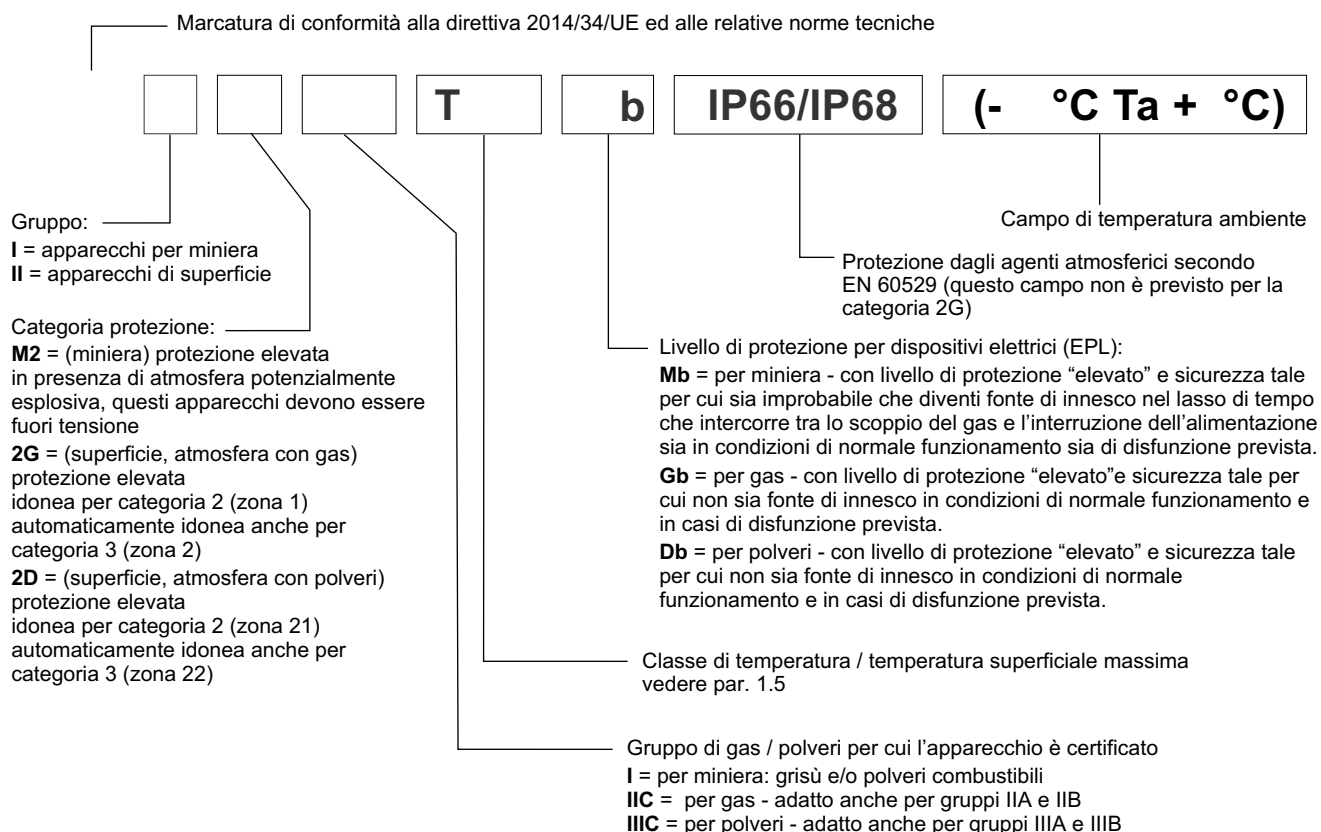 Marcatura di conformità alla direttiva 2014/34/UE ed alle relative norme tecniche
T b IP66/IP68 (- °C Ta + °C)
Gruppo:
I = apparecchi per miniera
II = apparecchi di superficie
Categoria protezione:
M2 = (miniera) protezione elevata
in presenza di atmosfera potenzialmente
esplosiva, questi apparecchi devono essere
fuori tensione
2G = (superficie, atmosfera con gas)
protezione elevata
idonea per categoria 2 (zona 1)
automaticamente idonea anche per
categoria 3 (zona 2)
2D = (superficie, atmosfera con polveri)
protezione elevata
idonea per categoria 2 (zona 21)
automaticamente idonea anche per
categoria 3 (zona 22)
Campo di temperatura ambiente
Protezione dagli agenti atmosferici secondo
EN 60529 (questo campo non è previsto per la
categoria 2G)
Livello di protezione per dispositivi elettrici (EPL):
Mb = per miniera - con livello di protezione “elevato” e sicurezza tale
per cui sia improbabile che diventi fonte di innesco nel lasso di tempo
che intercorre tra lo scoppio del gas e l’interruzione dell’alimentazione
sia in condizioni di normale funzionamento sia di disfunzione prevista.
Gb = per gas - con livello di protezione “elevato”e sicurezza tale per
cui non sia fonte di innesco in condizioni di normale funzionamento e
in casi di disfunzione prevista.
Db = per polveri - con livello di protezione “elevato” e sicurezza tale
per cui non sia fonte di innesco in condizioni di normale
funzionamento e in casi di disfunzione prevista.
Classe di temperatura / temperatura superficiale massima
vedere par. 1.5
Gruppo di gas / polveri per cui l’apparecchio è certificato
I = per miniera: grisù e/o polveri combustibili
IIC = per gas - adatto anche per gruppi IIA e IIB
IIIC = per polveri - adatto anche per gruppi IIIA e IIIB